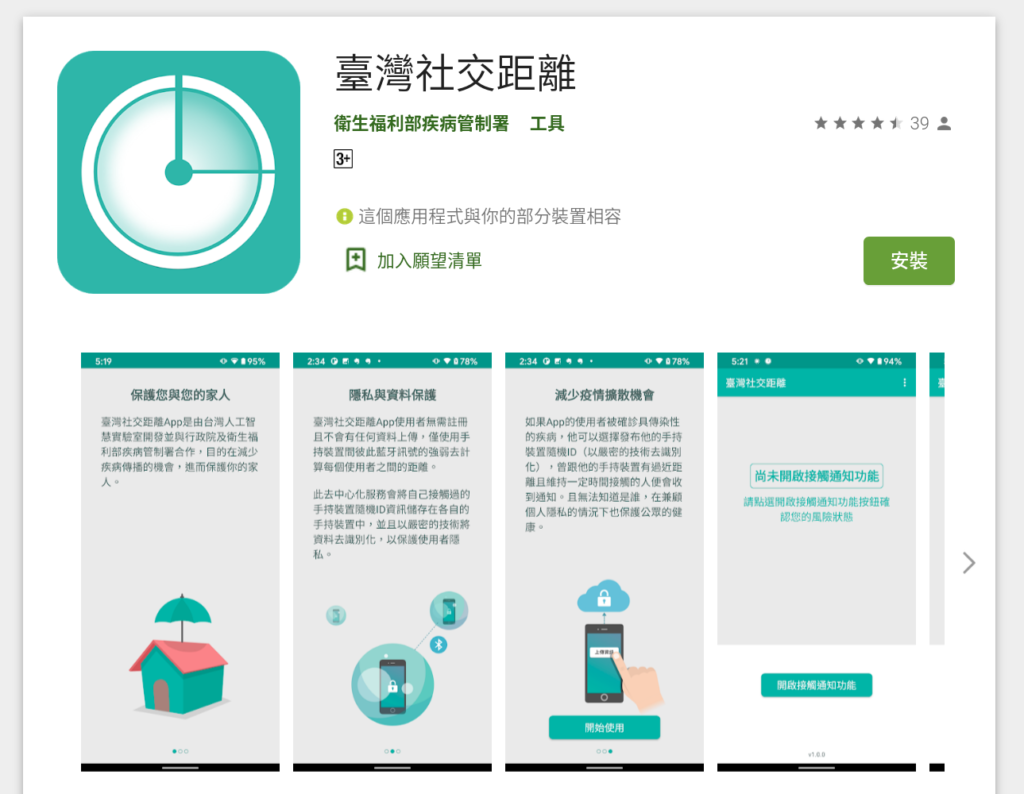 臺灣社交距離
衛生福利部疾病管制署 工具
39
3+
這個應用程式與你的部分裝置相容
加入願望清單
安裝
5:19
95%
保護您與您的家人
臺灣社交距離App是由台灣人工智
慧實驗室開發並與行政院及衛生福
利部疾病管制署合作，目的在減少
疾病傳播的機會，進而保護你的家
人。
2:34
78%
隱私與資料保護
臺灣社交距離App使用者無需註冊
且不會有任何資料上傳，僅使用手
持裝置間彼此藍牙訊號的強弱去計
算每個使用者之間的距離。
此去中心化服務會將自己接觸過的
手持裝置隨機ID資訊儲存在各自的
手持裝置中，並且以嚴密的技術將
資料去識別化，以保護使用者隱
私。
2:34
78%
減少疫情擴散機會
如果App的使用者被確診具傳染性
的疾病，他可以選擇發布他的手持
裝置隨機ID（以嚴密的技術去識別
化），曾跟他的手持裝置有過近距
離且維持一定時間接觸的人便會收
到通知。且無法知道是誰，在兼顧
個人隱私的情況下也保護公眾的健
康。
開始使用
5:21
94%
臺灣社交距離
尚未開啟接觸通知功能
請點選開啟接觸通知功能按鈕確
認您的風險狀態
開啟接觸通知功能
v1.6.0